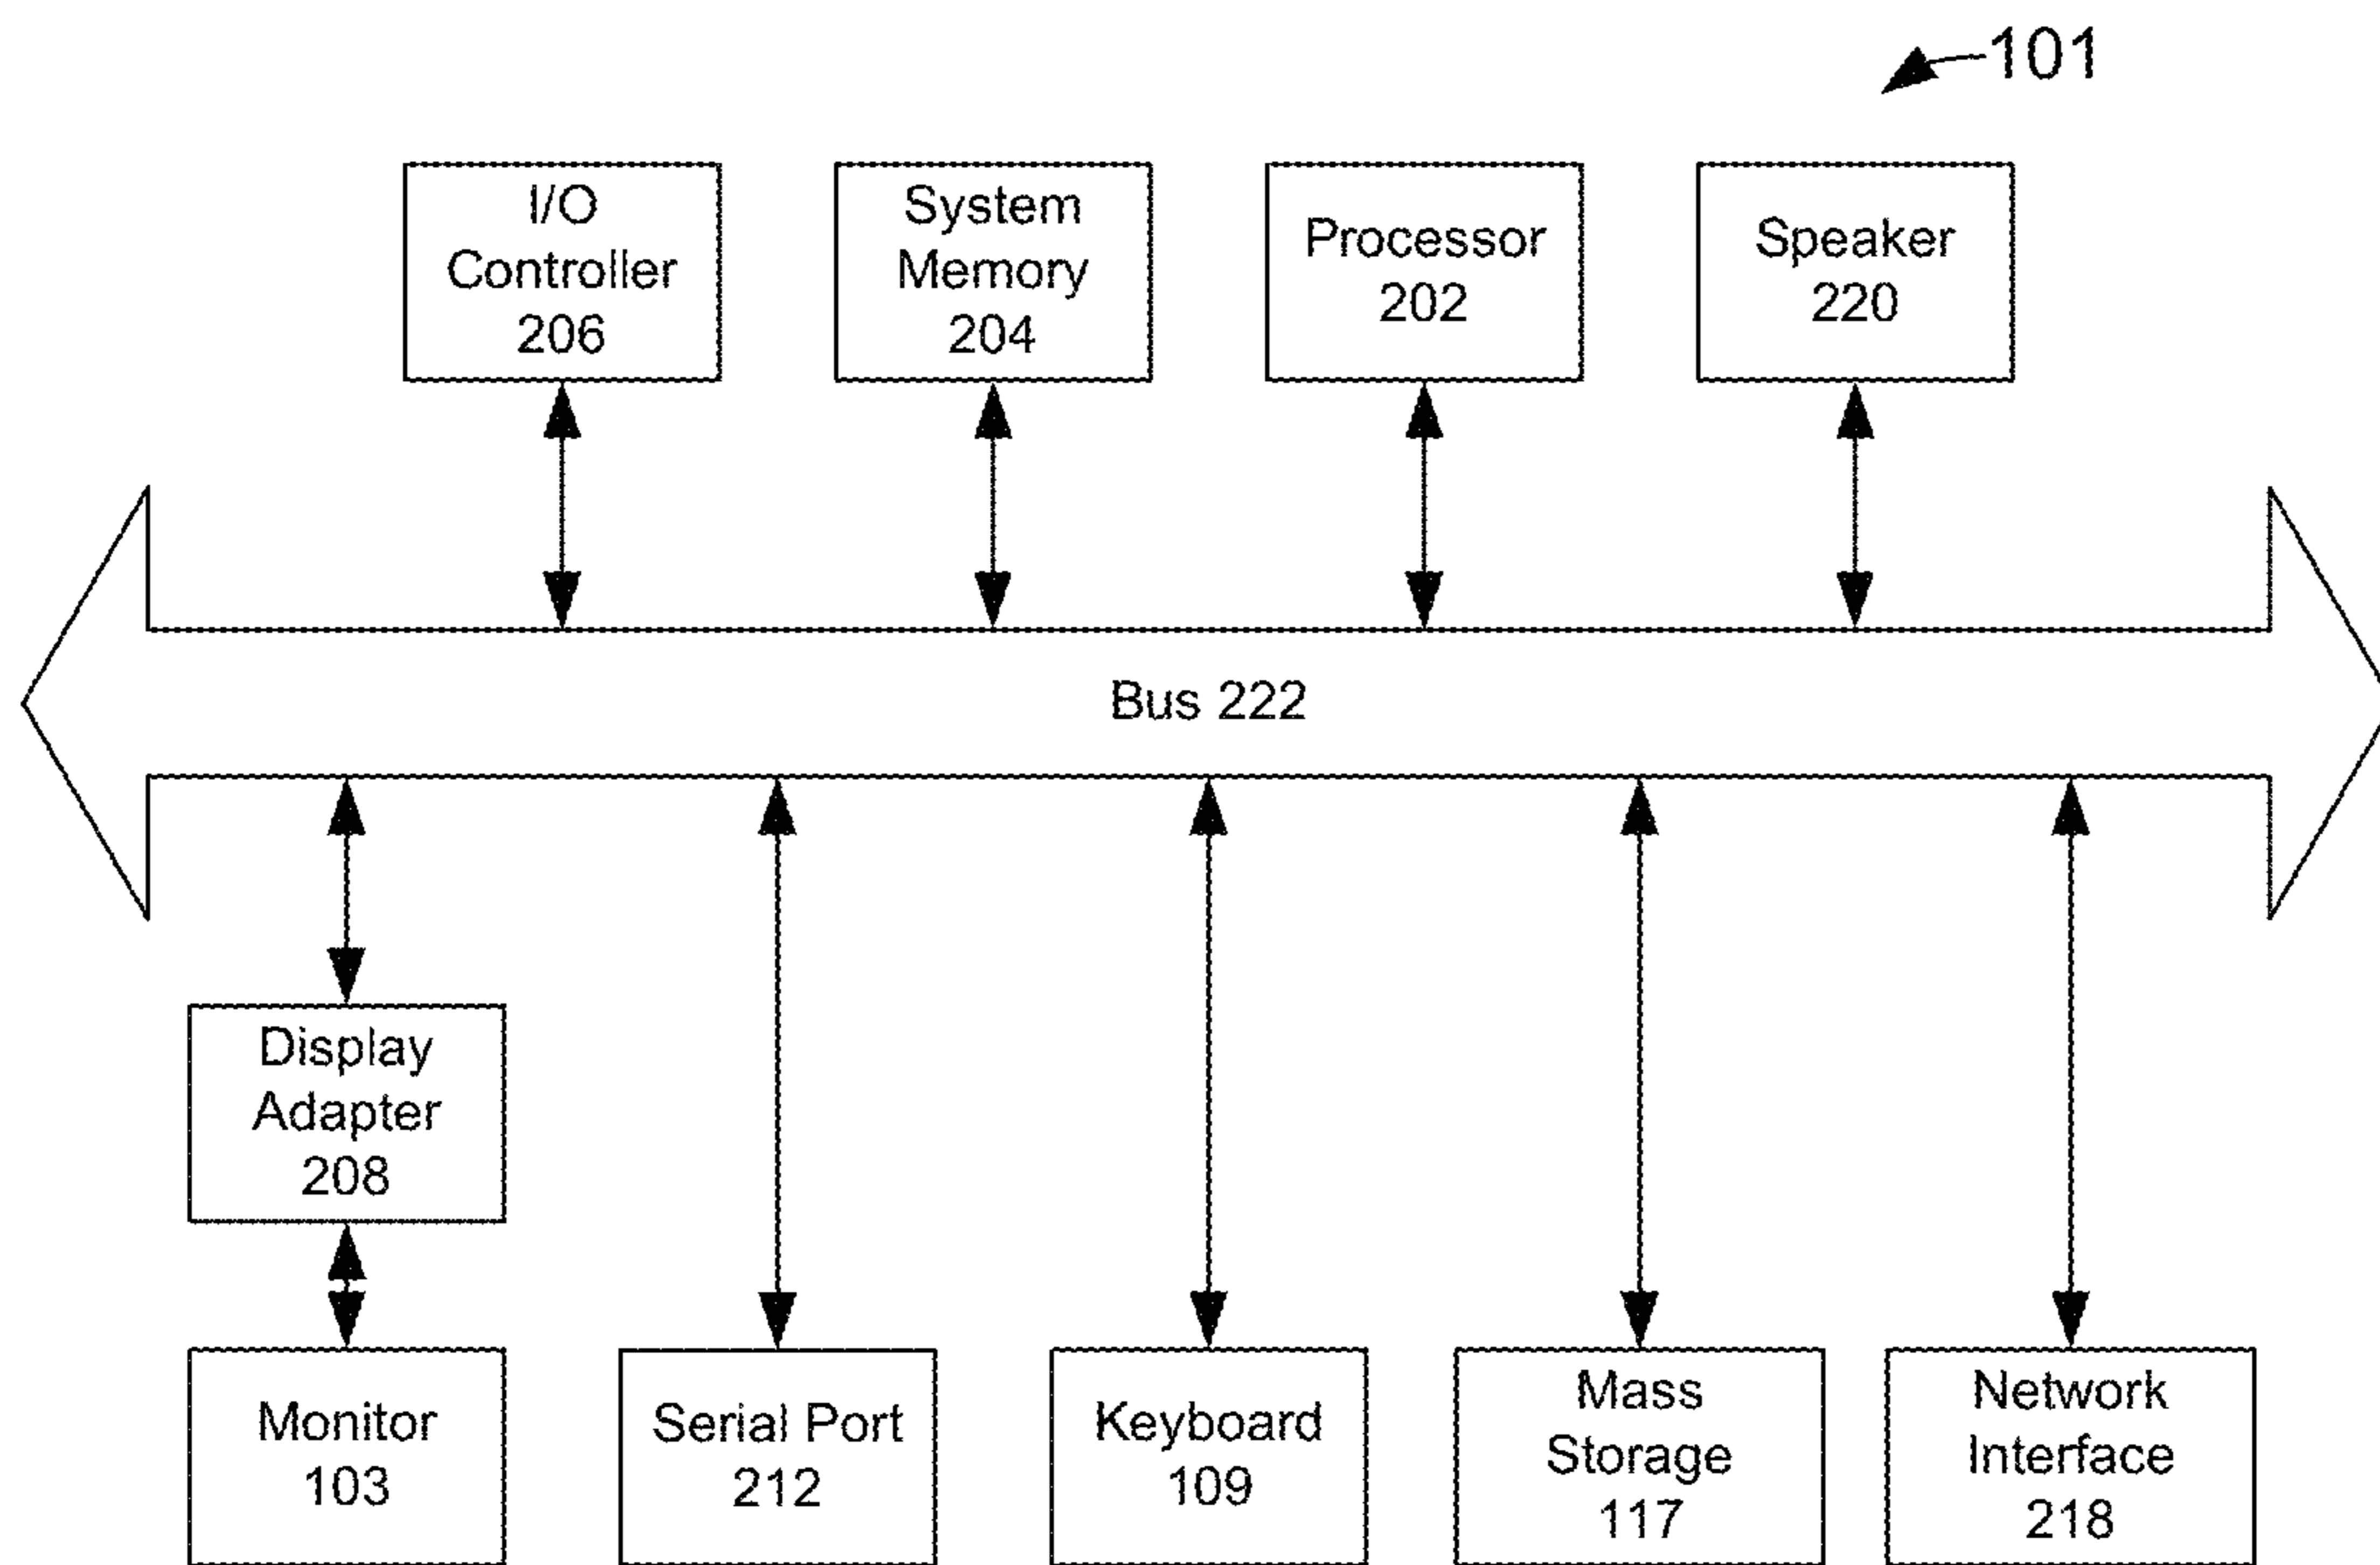 101
I/O
Controller
206
System
Memory
204
Processor
202
Speaker
220
Bus 222
Display
Adapter
208
Monitor
103
Serial Port
212
Keyboard
109
Mass
Storage
117
Network
Interface
218